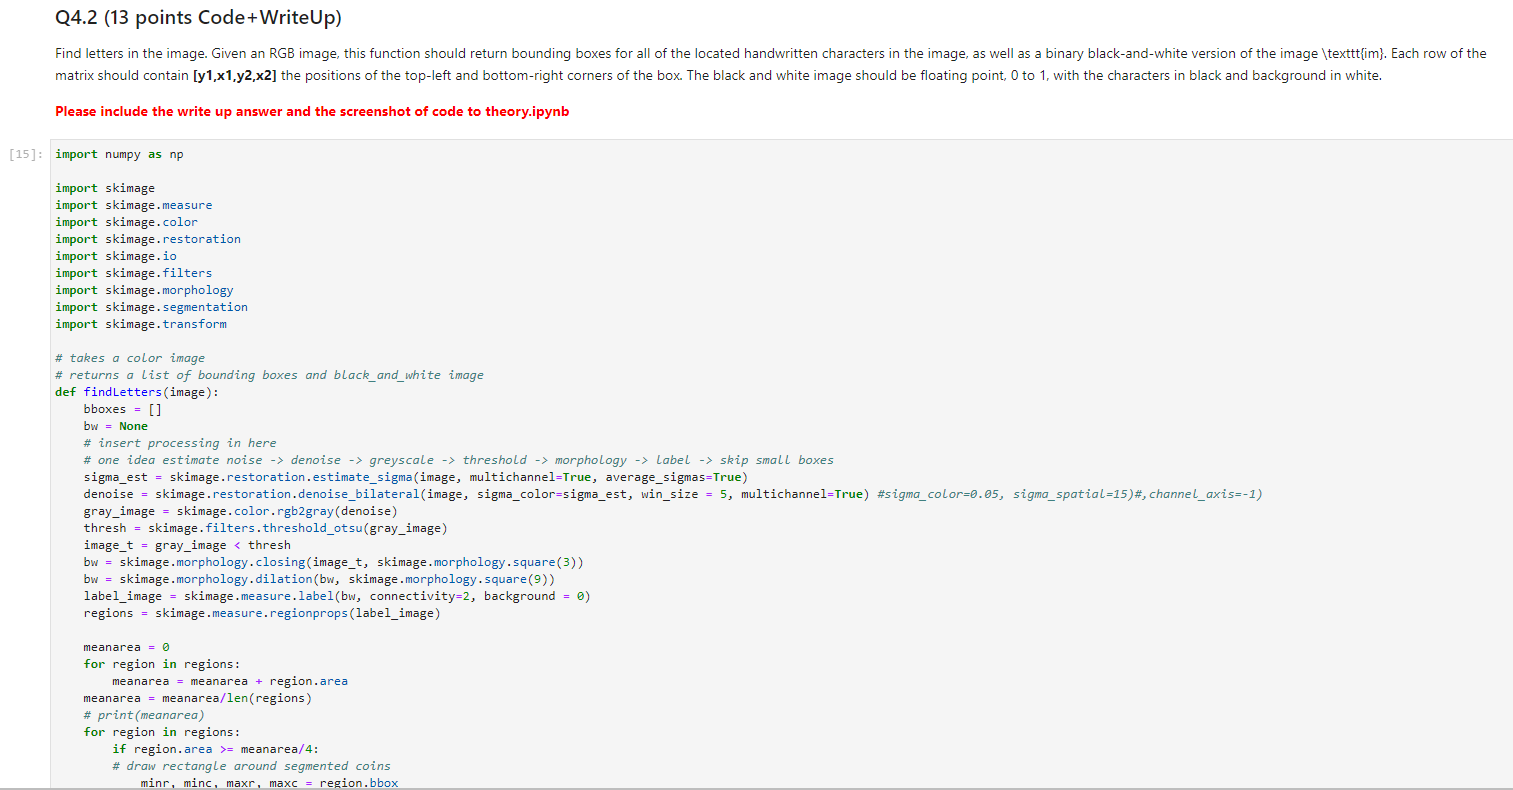 Q4.2 (13 points Code+WriteUp)
Find letters in the image. Given an RGB image, this function should return bounding boxes for all of the located handwritten characters in the image, as well as a binary black-and-white version of the image \texttt{im}. Each row of the
matrix should contain [y1,x1,y2,x2] the positions of the top-left and bottom-right corners of the box. The black and white image should be floating point, 0 to 1, with the characters in black and background in white.
Please include the write up answer and the screenshot of code to theory.ipynb
[15]: import numpy as np
import skimage
import skimage.measure
import skimage.color
import skimage.restoration
import skimage.io
import skimage.filters
import skimage.morphology
import skimage.segmentation
import skimage.transform
# takes a color image
# returns a list of bounding boxes and black_and_white image
def findLetters(image):
    bboxes = []
    bw = None
    # insert processing in here
    # one idea estimate noise -> denoise -> greyscale -> threshold -> morphology -> label -> skip small boxes
    sigma_est = skimage.restoration.estimate_sigma(image, multichannel=True, average_sigmas=True)
    denoise = skimage.restoration.denoise_bilateral(image, sigma_color=sigma_est, win_size = 5, multichannel=True) #sigma_color=0.05, sigma_spatial=15)#,channel_axis=-1)
    gray_image = skimage.color.rgb2gray(denoise)
    thresh = skimage.filters.threshold_otsu(gray_image)
    image_t = gray_image < thresh
    bw = skimage.morphology.closing(image_t, skimage.morphology.square(3))
    bw = skimage.morphology.dilation(bw, skimage.morphology.square(9))
    label_image = skimage.measure.label(bw, connectivity=2, background = 0)
    regions = skimage.measure.regionprops(label_image)
    meanarea = 0
    for region in regions:
        meanarea = meanarea + region.area
    meanarea = meanarea/len(regions)
    # print(meanarea)
    for region in regions:
        if region.area >= meanarea/4:
        # draw rectangle around segmented coins
            minr, minc, maxr, maxc = region.bbox